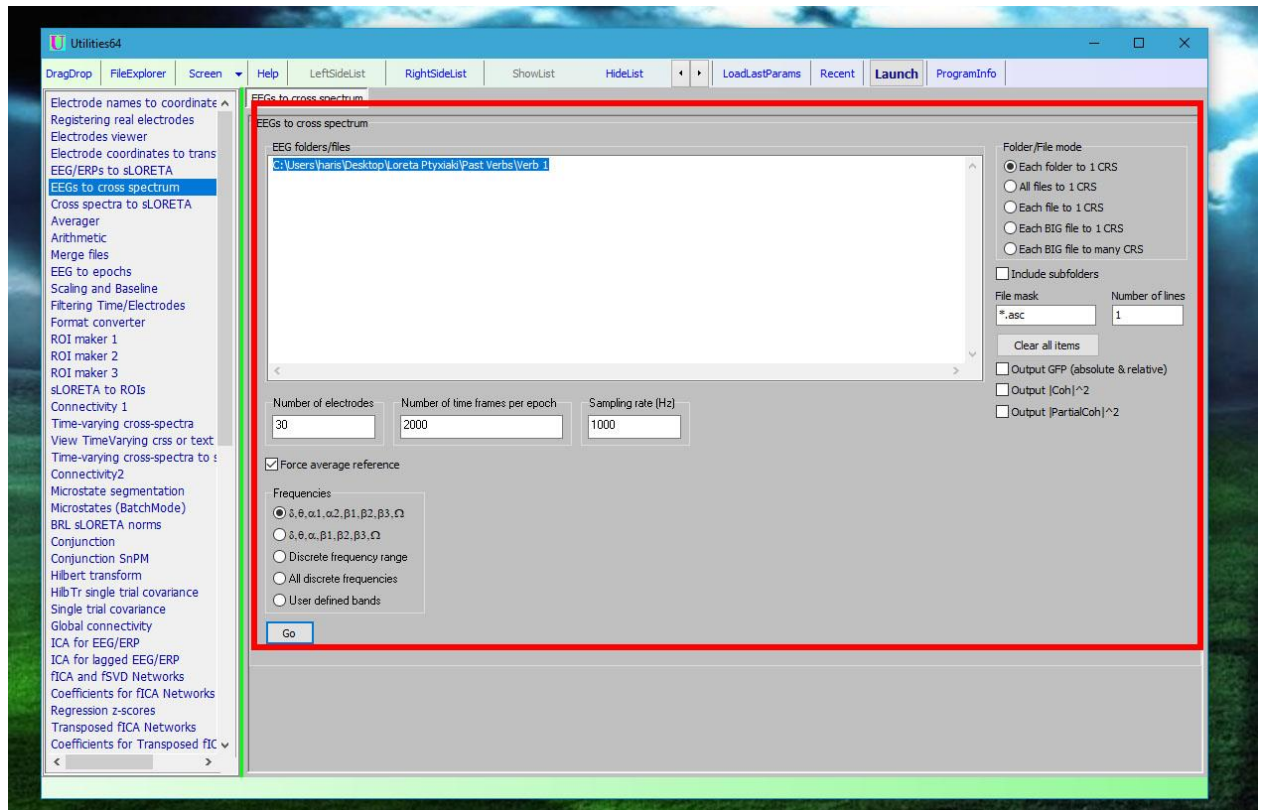 Utilities64
DragDrop FileExplorer Screen Help LeftSideList RightSideList ShowList HideList LoadLastParams Recent Launch ProgramInfo
Electrode names to coordinate
Registering real electrodes
Electrodes viewer
Electrode coordinates to trans
EEG/ERPs to sLORETA
EEGs to cross spectrum
Cross spectra to sLORETA
Averager
Arithmetic
Merge files
EEG to epochs
Scaling and Baseline
Filtering Time/Electrodes
Format converter
ROI maker 1
ROI maker 2
ROI maker 3
sLORETA to ROIs
Connectivity 1
Time-varying cross-spectra
View TimeVarying crss or text
Time-varying cross-spectra to s
Connectivity2
Microstate segmentation
Microstates (BatchMode)
BRL sLORETA norms
Conjunction
Conjunction SnPM
Hilbert transform
HilbTr single trial covariance
Single trial covariance
Global connectivity
ICA for EEG/ERP
ICA for lagged EEG/ERP
fICA and fSVD Networks
Coefficients for fICA Networks
Regression z-scores
Transposed fICA Networks
Coefficients for Transposed fIC
EEGs to cross spectrum
EEGs to cross spectrum
EEG folders/files
C:\Users\haris\Desktop\Loreta Ptyxiaki\Past Verbs\Verb 1
Folder/File mode
Each folder to 1 CRS
All files to 1 CRS
Each file to 1 CRS
Each BIG file to 1 CRS
Each BIG file to many CRS
Include subfolders
File mask Number of lines
*.asc 1
Clear all items
Output GFP (absolute & relative)
Output |Coh|^2
Output |PartialCoh|^2
Number of electrodes Number of time frames per epoch Sampling rate (Hz)
30 2000 1000
Force average reference
Frequencies
δ,θ,α1,α2,β1,β2,β3,Ω
δ,θ,α,β1,β2,β3,Ω
Discrete frequency range
All discrete frequencies
User defined bands
Go